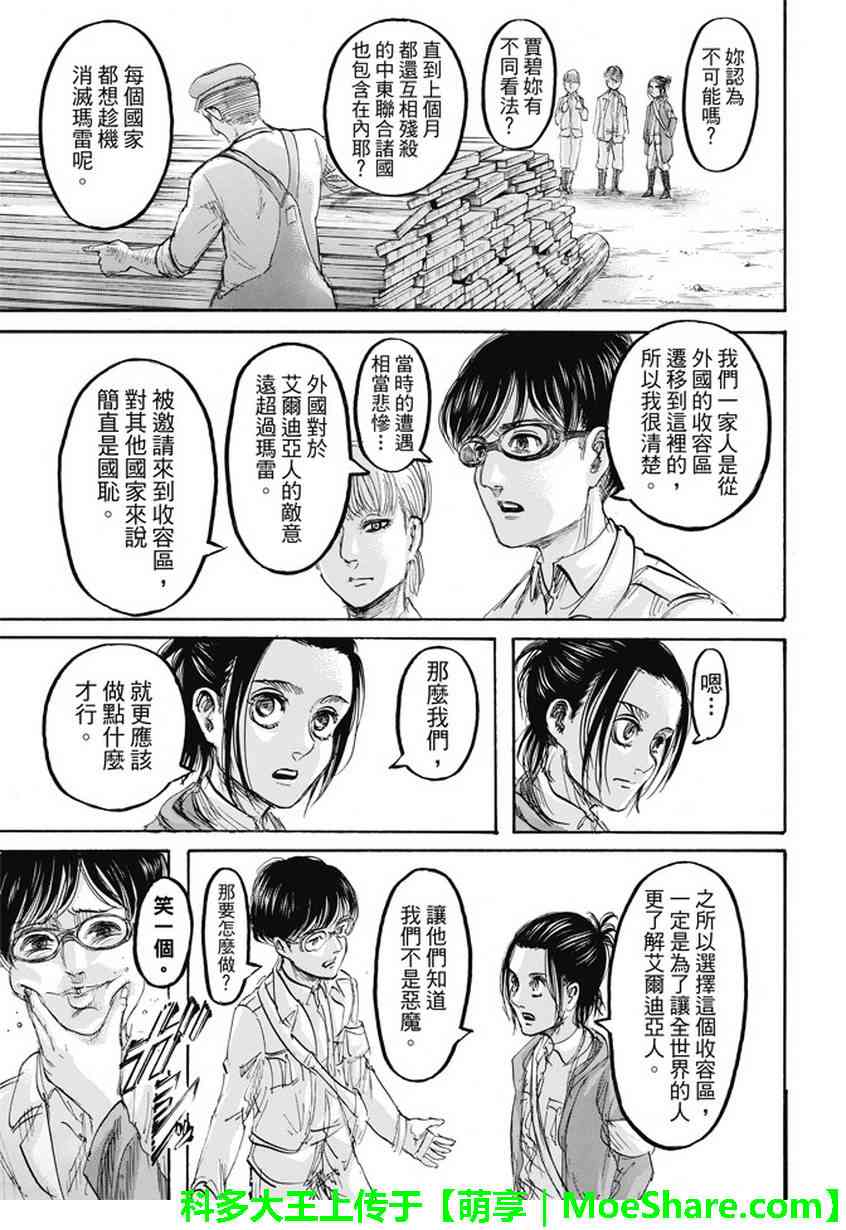 妳認為
不可能嗎？
賈碧妳有
不同看法？
直到上個月
都還互相殘殺
的中東聯合諸國
也包含在內耶？
每個國家
都想趁機
消滅瑪雷呢。
我們一家人是從
外國的收容區
遷移到這裡的，
所以我很清楚。
當時的遭遇
相當悲慘⋯
外國對於
艾爾迪亞人的敵意
遠超過瑪雷。
被邀請來到收容區，
對其他國家來說
簡直是國恥。
嗯⋯
那麼我們，
就更應該
做點什麼
才行。
之所以選擇這個收容區，
一定是為了讓全世界的人
更了解艾爾迪亞人。
讓他們知道
我們不是惡魔。
那要怎麼做？
笑一個。
科多大王上传于【萌享】|MoeShare.com】